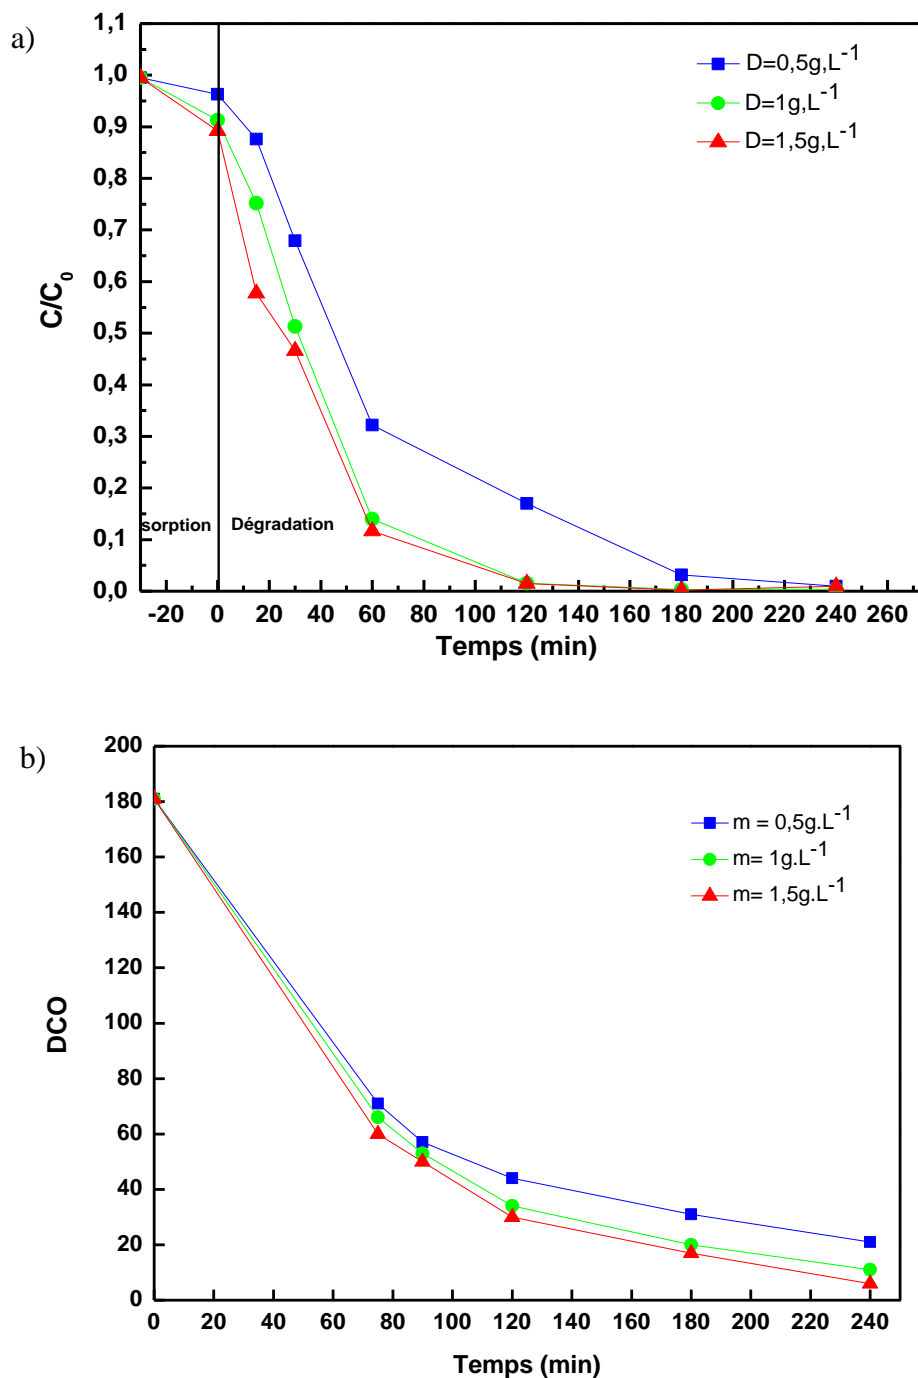 a)
1,1
1,0
0,9
0,8
0,7
0,6
0,5
0,4
0,3
0,2
0,1
0,0
C/C0
D=0,5g,L-1
D=1g,L-1
D=1,5g,L-1
sorption
Dégradation
-20 0 20 40 60 80 100 120 140 160 180 200 220 240 260
Temps (min)
b)
200
180
160
140
120
100
80
60
40
20
0
DCO
m = 0,5g.L-1
m= 1g.L-1
m= 1,5g.L-1
0 20 40 60 80 100 120 140 160 180 200 220 240
Temps (min)